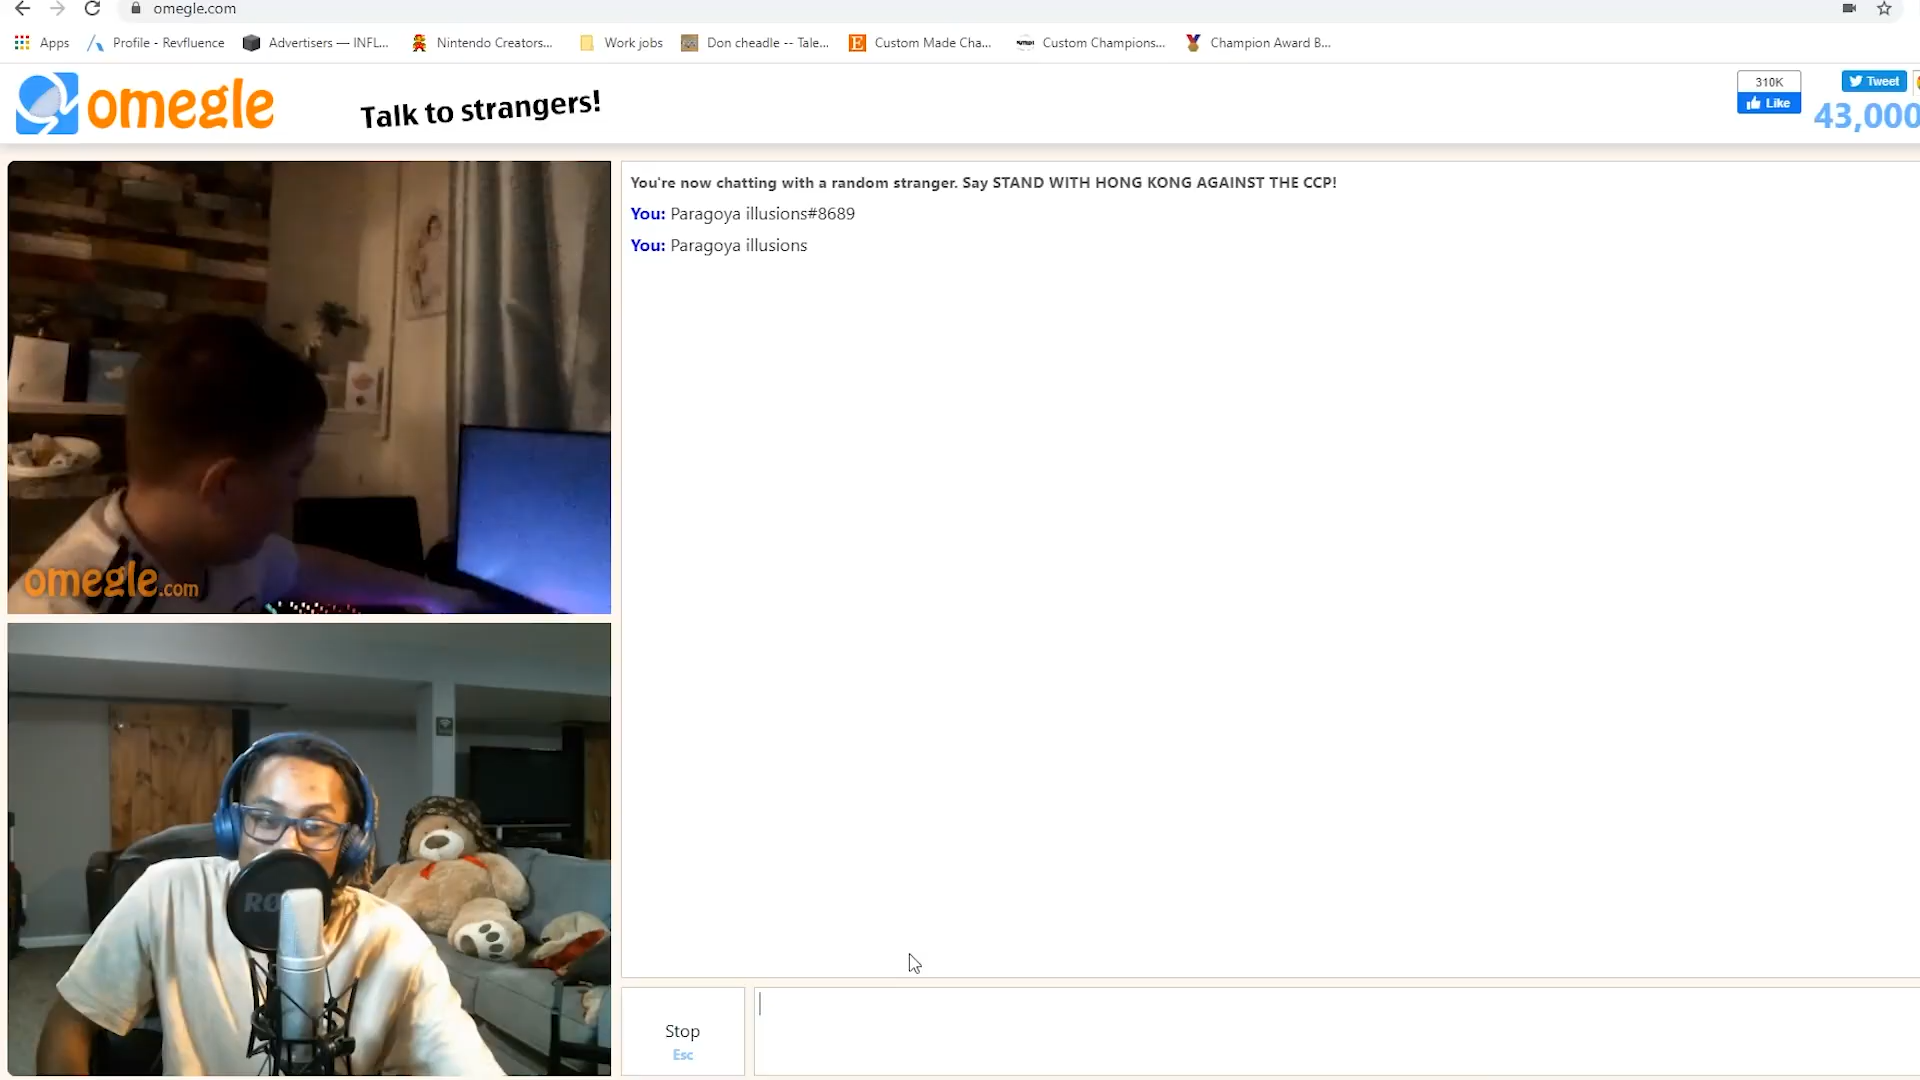 omegle.com
Apps
Profile - Revfluence
Advertisers — INFL...
Nintendo Creators...
Work jobs
Don cheadle -- Tale...
Custom Made Cha...
Custom Champions...
Champion Award B...
omegle
Talk to strangers!
310K
Like
Tweet
43,000
You're now chatting with a random stranger. Say STAND WITH HONG KONG AGAINST THE CCP!
You: Paragoya illusions#8689
You: Paragoya illusions
omegle.com
Stop
Esc